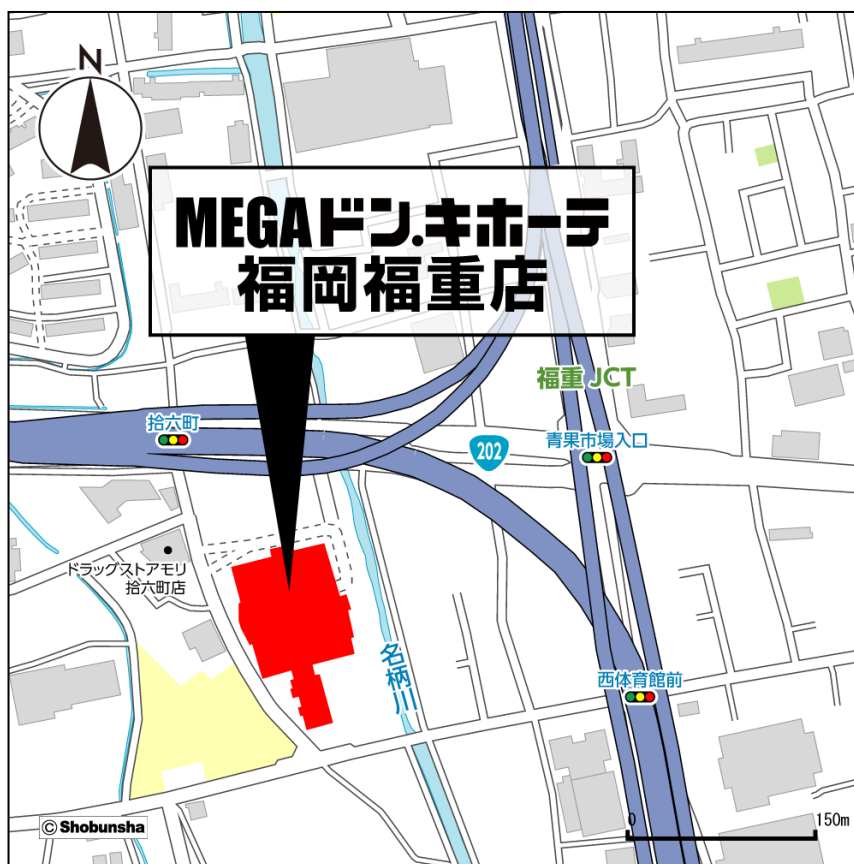 N
MEGAドン.キホーテ
福岡福重店
福重 JCT
拾六町
青果市場入口
202
ドラッグストアモリ
拾六町店
名柄川
西体育館前
© Shobunsha
0
150m